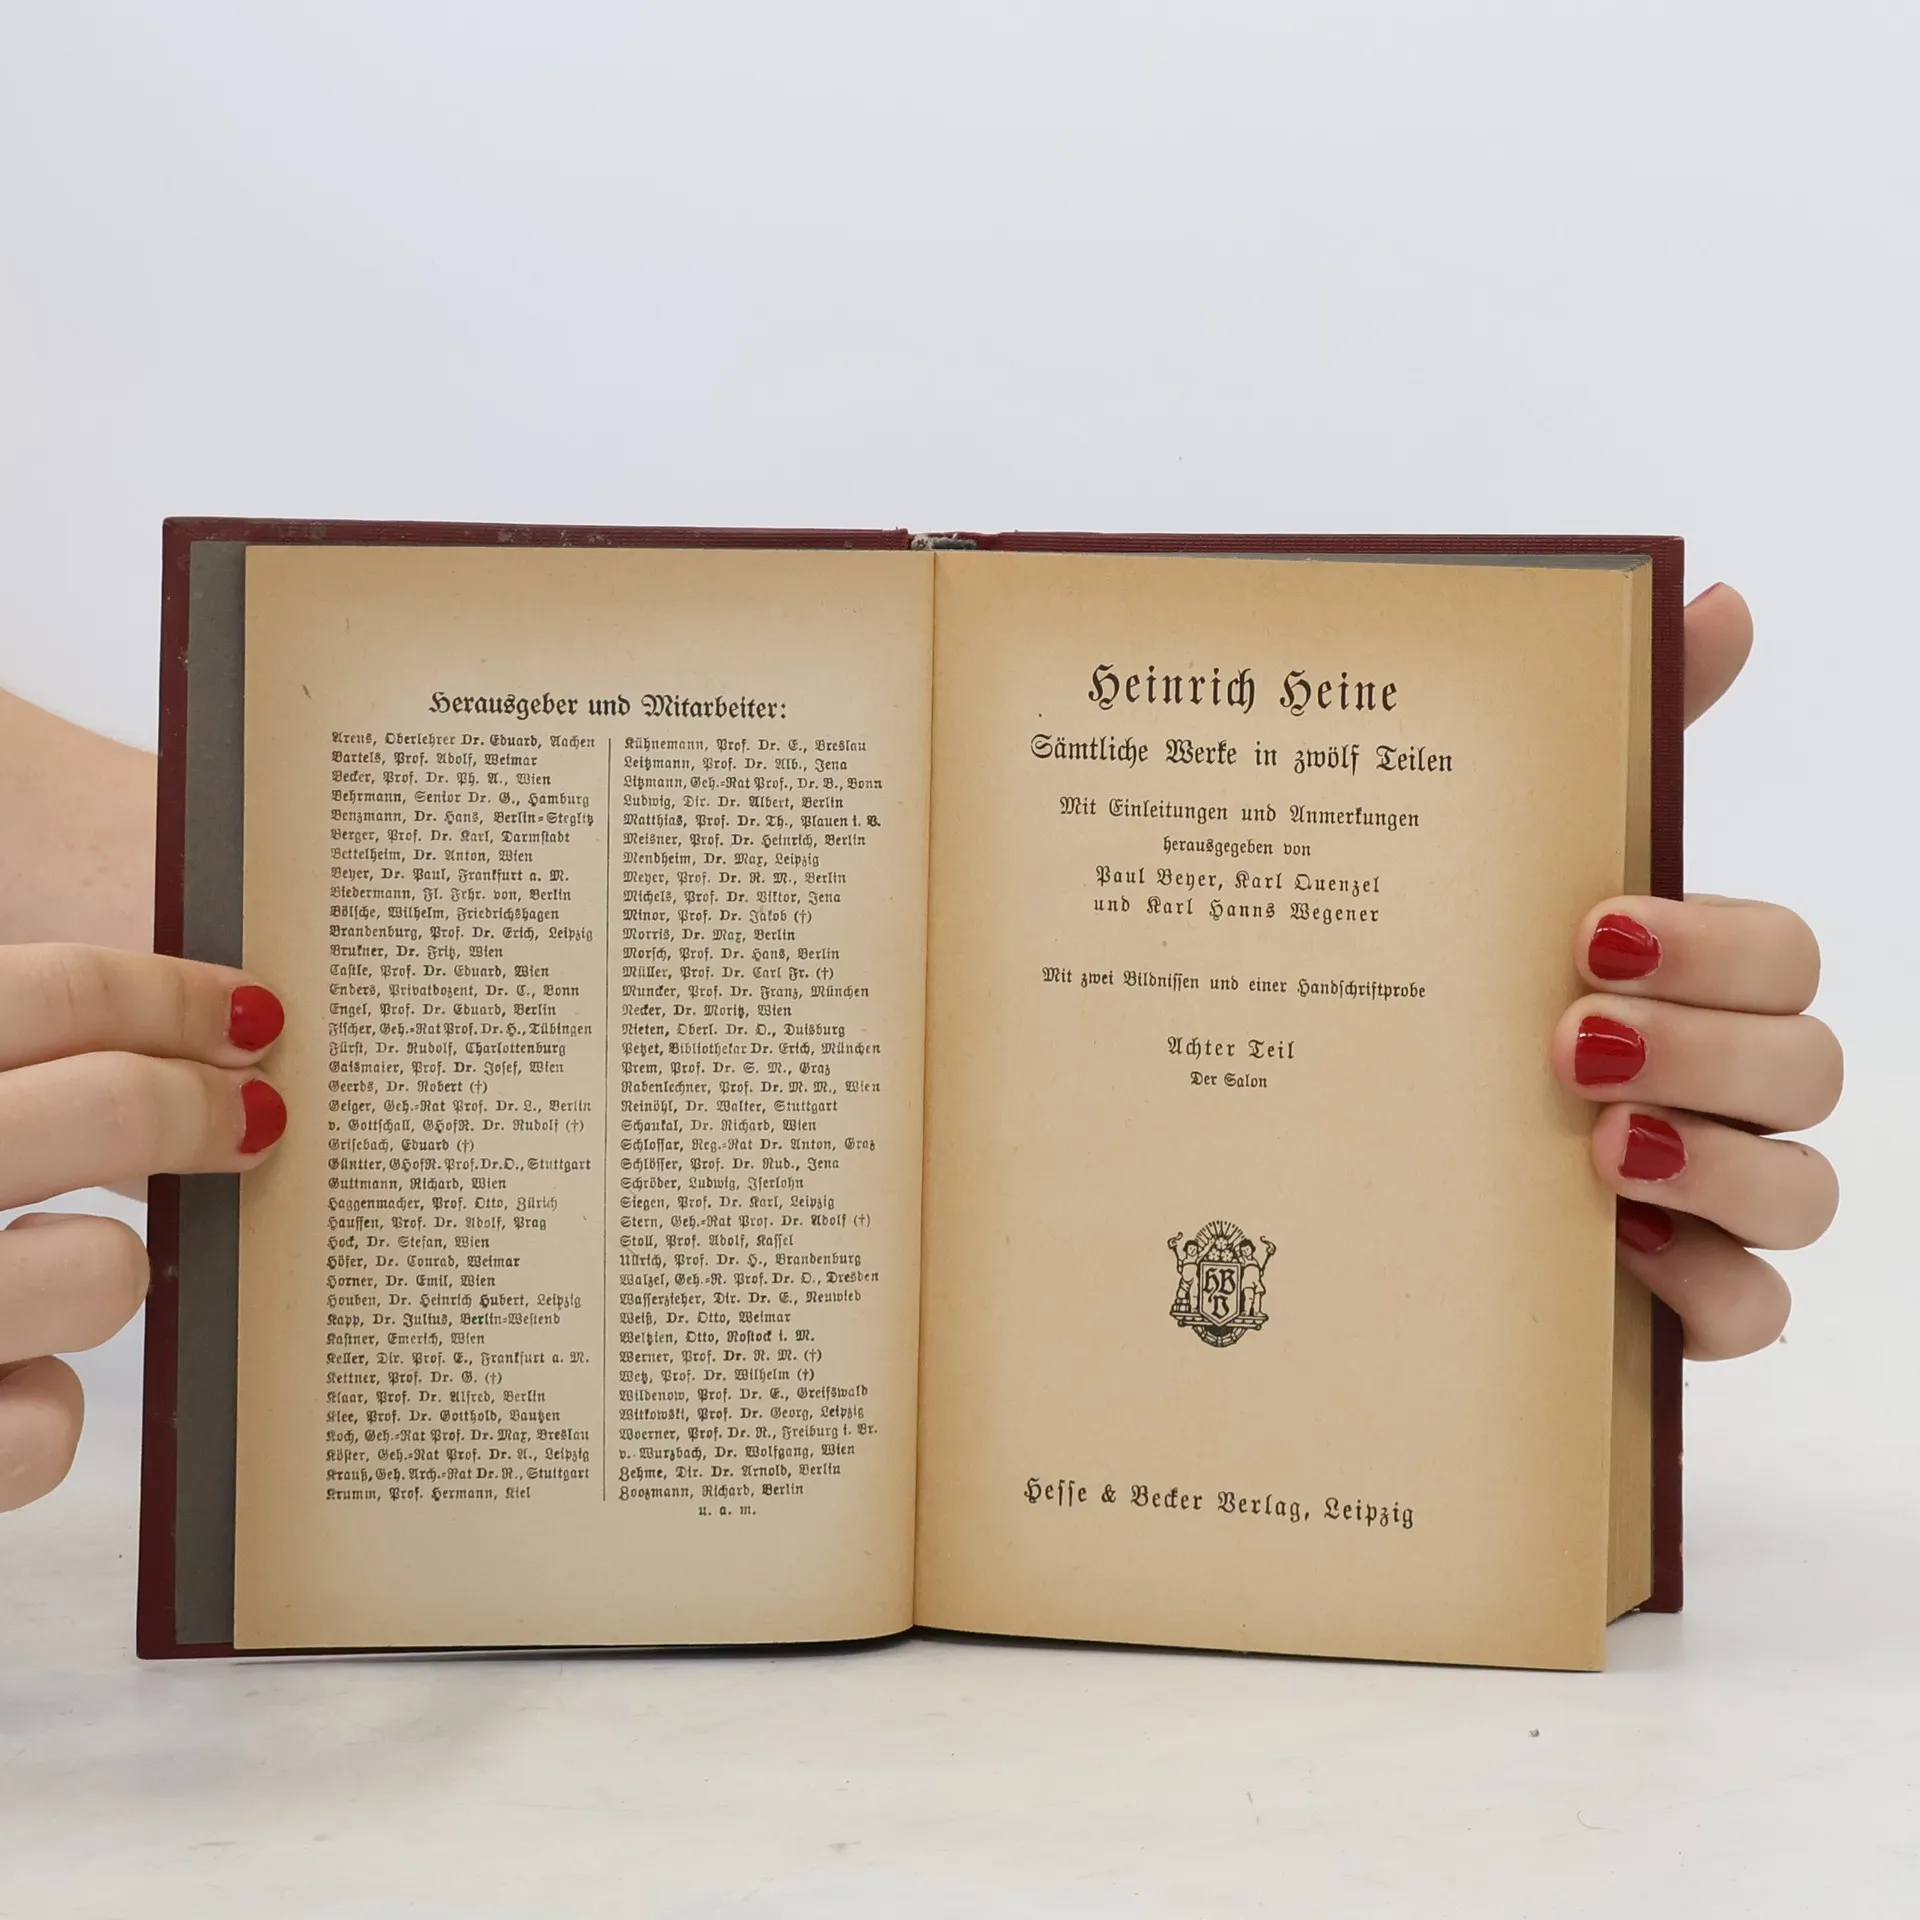 Herausgeber und Mitarbeiter:
Arens, Oberlehrer Dr. Eduard, Aachen
Bartels, Prof. Adolf, Weimar
Becker, Prof. Dr. Ph. A., Wien
Behrmann, Senior Dr. G., Hamburg
Benzmann, Dr. Hans, Berlin-Steglitz
Berger, Prof. Dr. Karl, Darmstadt
Bettelheim, Dr. Anton, Wien
Beyer, Dr. Paul, Frankfurt a. M.
Biedermann, Fl. Frhr. von, Berlin
Bölsche, Wilhelm, Friedrichshagen
Brandenburg, Prof. Dr. Erich, Leipzig
Brukner, Dr. Fritz, Wien
Castle, Prof. Dr. Eduard, Wien
Enders, Privatdozent, Dr. C., Bonn
Engel, Prof. Dr. Eduard, Berlin
Fischer, Geh.-Rat Prof. Dr. H., Tübingen
Fürst, Dr. Rudolf, Charlottenburg
Gaismaier, Prof. Dr. Josef, Wien
Geerds, Dr. Robert (†)
Geiger, Geh.-Rat Prof. Dr. L., Berlin
v. Gottschall, GHofR. Dr. Rudolf (†)
Grisebach, Eduard (†)
Güntter, GHofR. Prof. Dr. O., Stuttgart
Guttmann, Richard, Wien
Haggenmacher, Prof. Otto, Zürich
Hauffen, Prof. Dr. Adolf, Prag
Hock, Dr. Stefan, Wien
Höfer, Dr. Conrad, Weimar
Horner, Dr. Emil, Wien
Houben, Dr. Heinrich Hubert, Leipzig
Kapp, Dr. Julius, Berlin-Westend
Kastner, Emerich, Wien
Keller, Dir. Prof. E., Frankfurt a. M.
Kettner, Prof. Dr. G. (†)
Klaar, Prof. Dr. Alfred, Berlin
Klee, Prof. Dr. Gotthold, Bautzen
Koch, Geh.-Rat Prof. Dr. Max, Breslau
Köster, Geh.-Rat Prof. Dr. A., Leipzig
Krauß, Geh. Arch.-Rat Dr. R., Stuttgart
Krumm, Prof. Hermann, Kiel
Kühnemann, Prof. Dr. E., Breslau
Leitzmann, Prof. Dr. Alb., Jena
Litzmann, Geh.-Rat Prof., Dr. B., Bonn
Ludwig, Dir. Dr. Albert, Berlin
Matthias, Prof. Dr. Th., Plauen i. V.
Meisner, Prof. Dr. Heinrich, Berlin
Mendheim, Dr. Max, Leipzig
Meyer, Prof. Dr. R. M., Berlin
Michels, Prof. Dr. Viktor, Jena
Minor, Prof. Dr. Jakob (†)
Morris, Dr. Max, Berlin
Morsch, Prof. Dr. Hans, Berlin
Müller, Prof. Dr. Carl Fr. (†)
Muncker, Prof. Dr. Franz, München
Necker, Dr. Moritz, Wien
Nieten, Oberl. Dr. O., Duisburg
Petzet, Bibliothekar Dr. Erich, München
Prem, Prof. Dr. S. M., Graz
Rabenlechner, Prof. Dr. M. M., Wien
Reinöhl, Dr. Walter, Stuttgart
Schaukal, Dr. Richard, Wien
Schlossar, Reg.-Rat Dr. Anton, Graz
Schlösser, Prof. Dr. Rud., Jena
Schröder, Ludwig, Iserlohn
Siegen, Prof. Dr. Karl, Leipzig
Stern, Geh.-Rat Prof. Dr. Adolf (†)
Stoll, Prof. Adolf, Kassel
Ullrich, Prof. Dr. H., Brandenburg
Walzel, Geh.-R. Prof. Dr. O., Dresden
Wasserzieher, Dir. Dr. E., Neuwied
Weiß, Dr. Otto, Weimar
Weltzien, Otto, Rostock i. M.
Werner, Prof. Dr. R. M. (†)
Wetz, Prof. Dr. Wilhelm (†)
Wildenow, Prof. Dr. E., Greifswald
Witkowski, Prof. Dr. Georg, Leipzig
Woerner, Prof. Dr. R., Freiburg i. Br.
v. Wurzbach, Dr. Wolfgang, Wien
Zehme, Dir. Dr. Arnold, Berlin
Zoozmann, Richard, Berlin
u. a. m.
Heinrich Heine
Sämtliche Werke in zwölf Teilen
Mit Einleitungen und Anmerkungen
herausgegeben von
Paul Beyer, Karl Quenzel
und Karl Hanns Wegener
Mit zwei Bildnissen und einer Handschriftprobe
Achter Teil
Der Salon
HB
V
Hesse & Becker Verlag, Leipzig